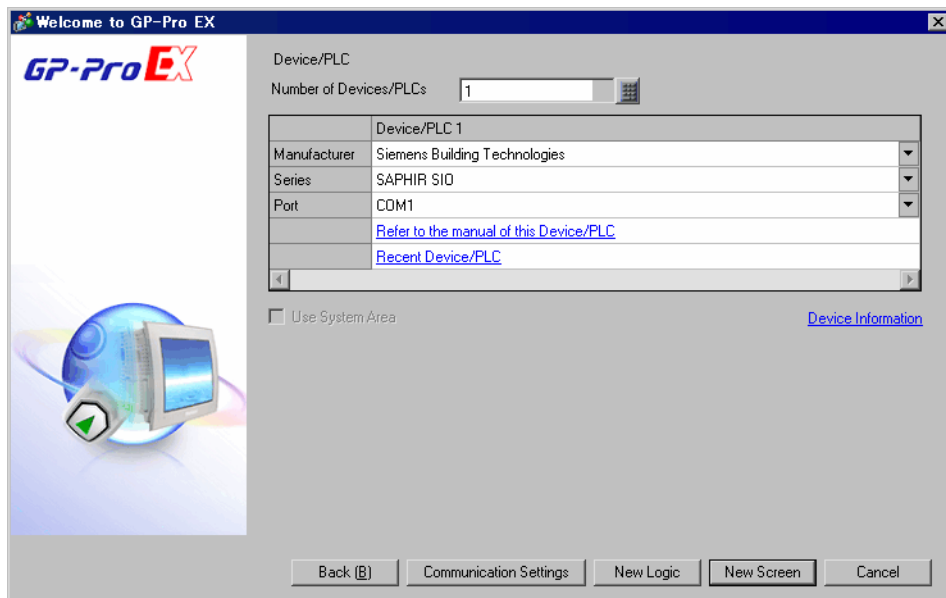 Welcome to GP-Pro EX
GP-Pro EX
Device/PLC
Number of Devices/PLCs 1
Device/PLC 1
Manufacturer Siemens Building Technologies
Series SAPHIR SIO
Port COM1
Refer to the manual of this Device/PLC
Recent Device/PLC
Use System Area Device Information
Back (B) Communication Settings New Logic New Screen Cancel